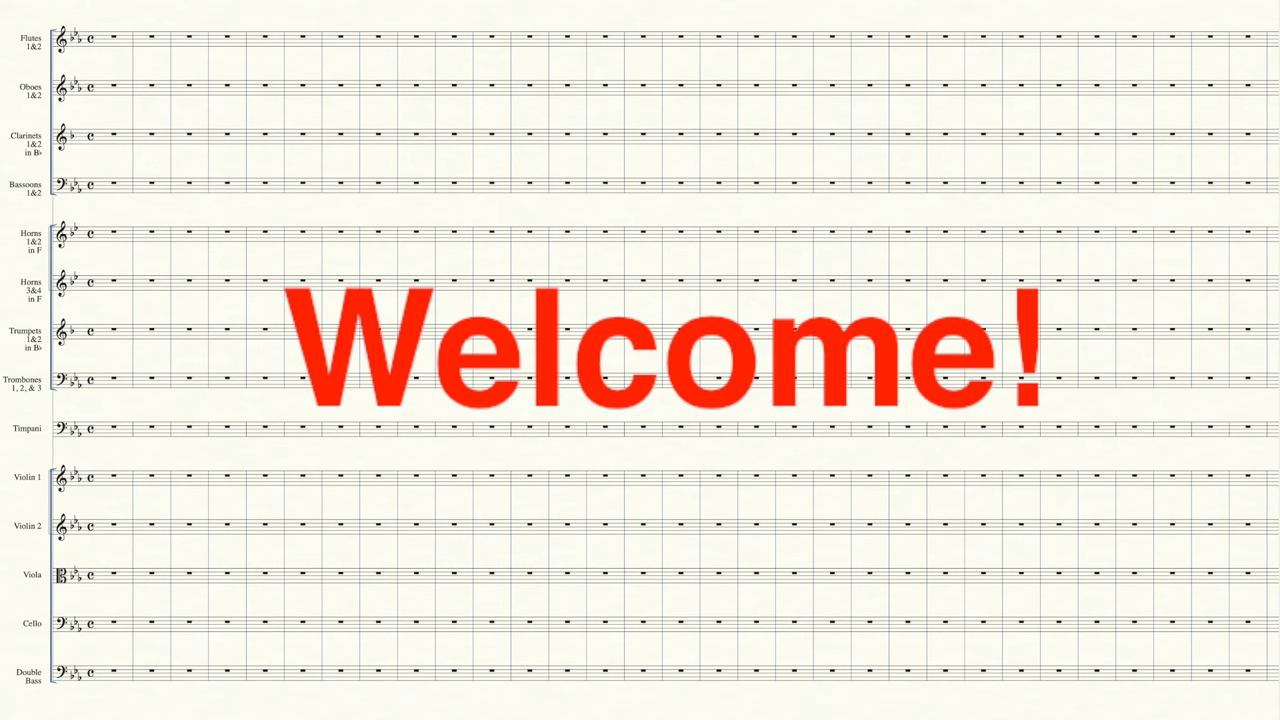 Flutes
1&2
Oboes
1&2
Clarinets
1&2
in B♭
Bassoons
1&2
Horns
1&2
in F
Horns
3&4
in F
Welcome!
Trumpets
1&2
in B♭
Trombones
1, 2, & 3
Timpani
Violin 1
Violin 2
Viola
Cello
Double
Bass